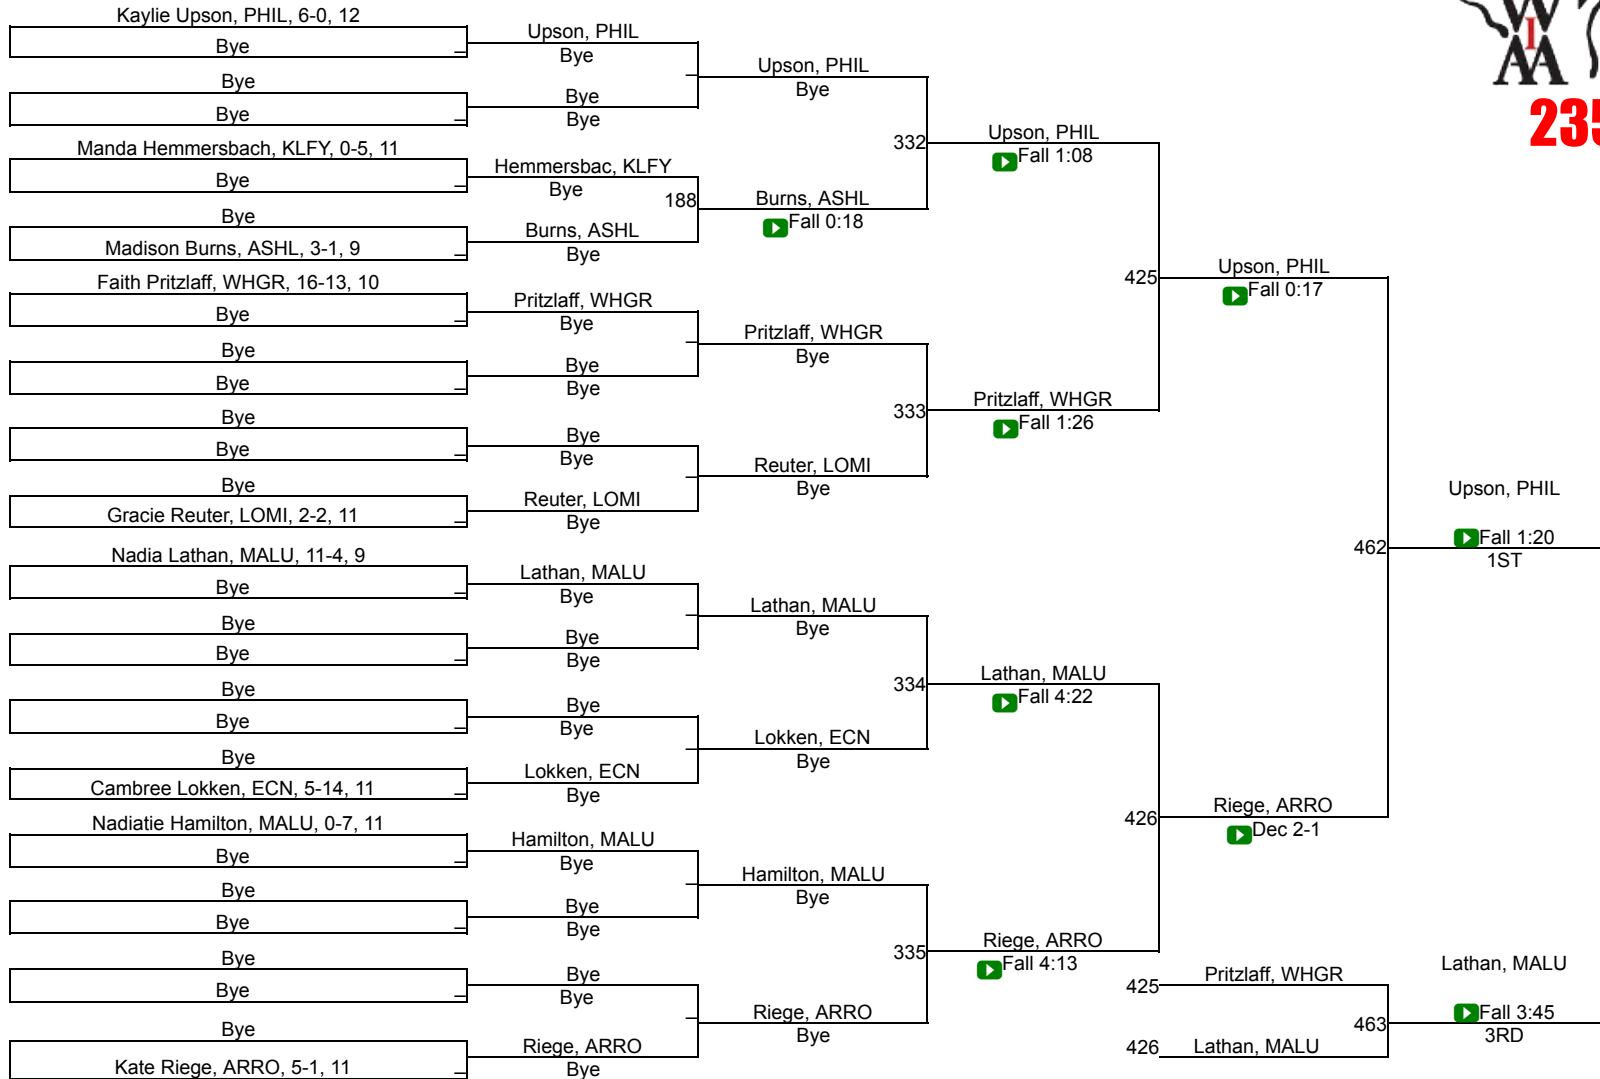 Kaylie Upson, PHIL, 6-0, 12
Bye
Bye
Bye
Manda Hemmersbach, KLFY, 0-5, 11
Bye
Bye
Madison Burns, ASHL, 3-1, 9
Faith Pritzlaff, WHGR, 16-13, 10
Bye
Bye
Bye
Bye
Bye
Bye
Gracie Reuter, LOMI, 2-2, 11
Nadia Lathan, MALU, 11-4, 9
Bye
Bye
Bye
Bye
Bye
Bye
Cambree Lokken, ECN, 5-14, 11
Nadiatie Hamilton, MALU, 0-7, 11
Bye
Bye
Bye
Bye
Bye
Bye
Kate Riege, ARRO, 5-1, 11
Upson, PHIL
Bye
Bye
Bye
Hemmersbac, KLFY
Bye
188
Burns, ASHL
Bye
Pritzlaff, WHGR
Bye
Bye
Bye
Bye
Bye
Reuter, LOMI
Bye
Lathan, MALU
Bye
Bye
Bye
Bye
Bye
Lokken, ECN
Bye
Hamilton, MALU
Bye
Bye
Bye
Bye
Bye
Riege, ARRO
Bye
Upson, PHIL
Bye
332
Burns, ASHL
Fall 0:18
Pritzlaff, WHGR
Bye
333
Reuter, LOMI
Bye
Lathan, MALU
Bye
334
Lokken, ECN
Bye
Hamilton, MALU
Bye
335
Riege, ARRO
Bye
Upson, PHIL
Fall 1:08
425
Pritzlaff, WHGR
Fall 1:26
Lathan, MALU
Fall 4:22
426
Riege, ARRO
Fall 4:13
Upson, PHIL
Fall 0:17
462
Riege, ARRO
Dec 2-1
425
Pritzlaff, WHGR
463
426
Lathan, MALU
WIAA
235
Upson, PHIL
Fall 1:20
1ST
Lathan, MALU
Fall 3:45
3RD